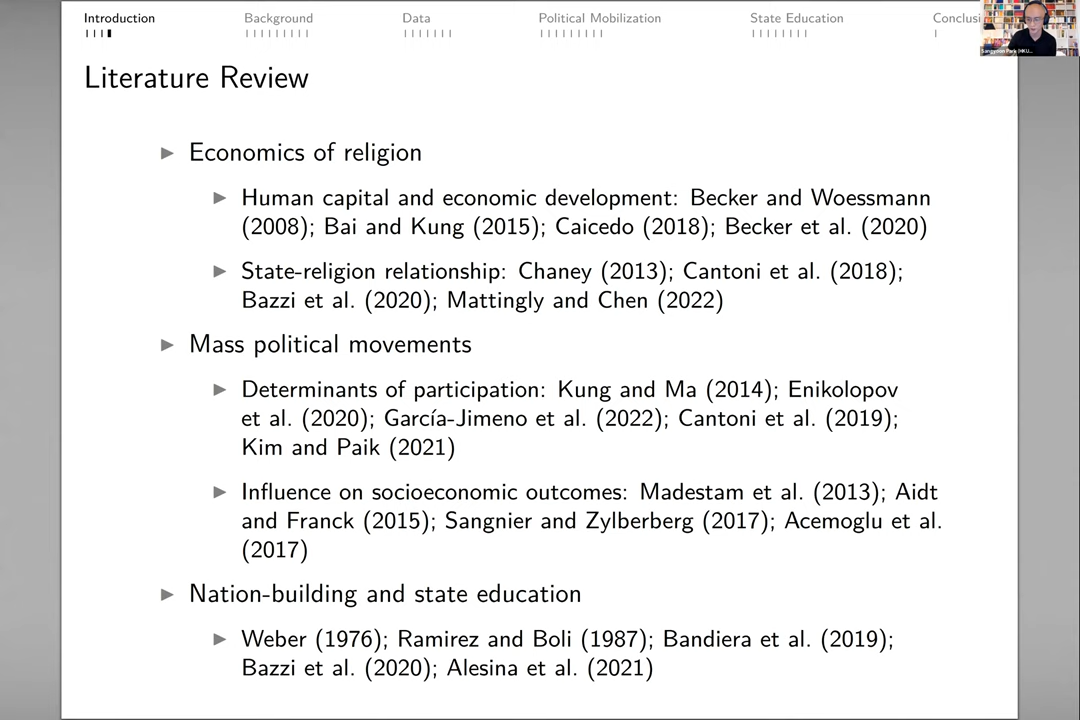 Introduction Background Data Political Mobilization State Education Conclusi
Literature Review
Economics of religion
Human capital and economic development: Becker and Woessmann
(2008); Bai and Kung (2015); Caicedo (2018); Becker et al. (2020)
State-religion relationship: Chaney (2013); Cantoni et al. (2018);
Bazzi et al. (2020); Mattingly and Chen (2022)
Mass political movements
Determinants of participation: Kung and Ma (2014); Enikolopov
et al. (2020); García-Jimeno et al. (2022); Cantoni et al. (2019);
Kim and Paik (2021)
Influence on socioeconomic outcomes: Madestam et al. (2013); Aidt
and Franck (2015); Sangnier and Zylberberg (2017); Acemoglu et al.
(2017)
Nation-building and state education
Weber (1976); Ramirez and Boli (1987); Bandiera et al. (2019);
Bazzi et al. (2020); Alesina et al. (2021)